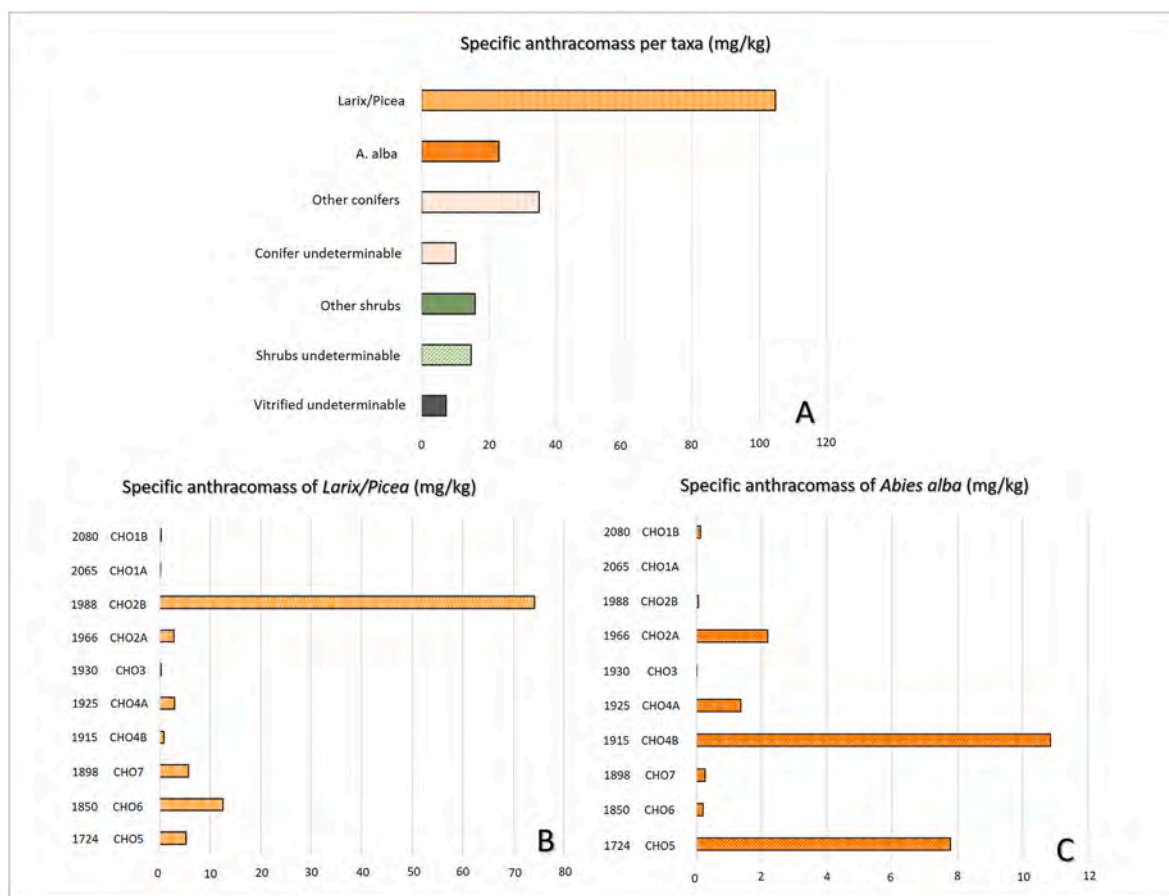 Specific anthracomass per taxa (mg/kg)
Larix/Picea
A. alba
Other conifers
Conifer undeterminable
Other shrubs
Shrubs undeterminable
Vitrified undeterminable
A
0 20 40 60 80 100 120
Specific anthracomass of Larix/Picea (mg/kg)
2080 CHO1B
2065 CHO1A
1988 CHO2B
1966 CHO2A
1930 CHO3
1925 CHO4A
1915 CHO4B
1898 CHO7
1850 CHO6
1724 CHO5
B
0 10 20 30 40 50 60 70 80
Specific anthracomass of Abies alba (mg/kg)
2080 CHO1B
2065 CHO1A
1988 CHO2B
1966 CHO2A
1930 CHO3
1925 CHO4A
1915 CHO4B
1898 CHO7
1850 CHO6
1724 CHO5
C
0 2 4 6 8 10 12